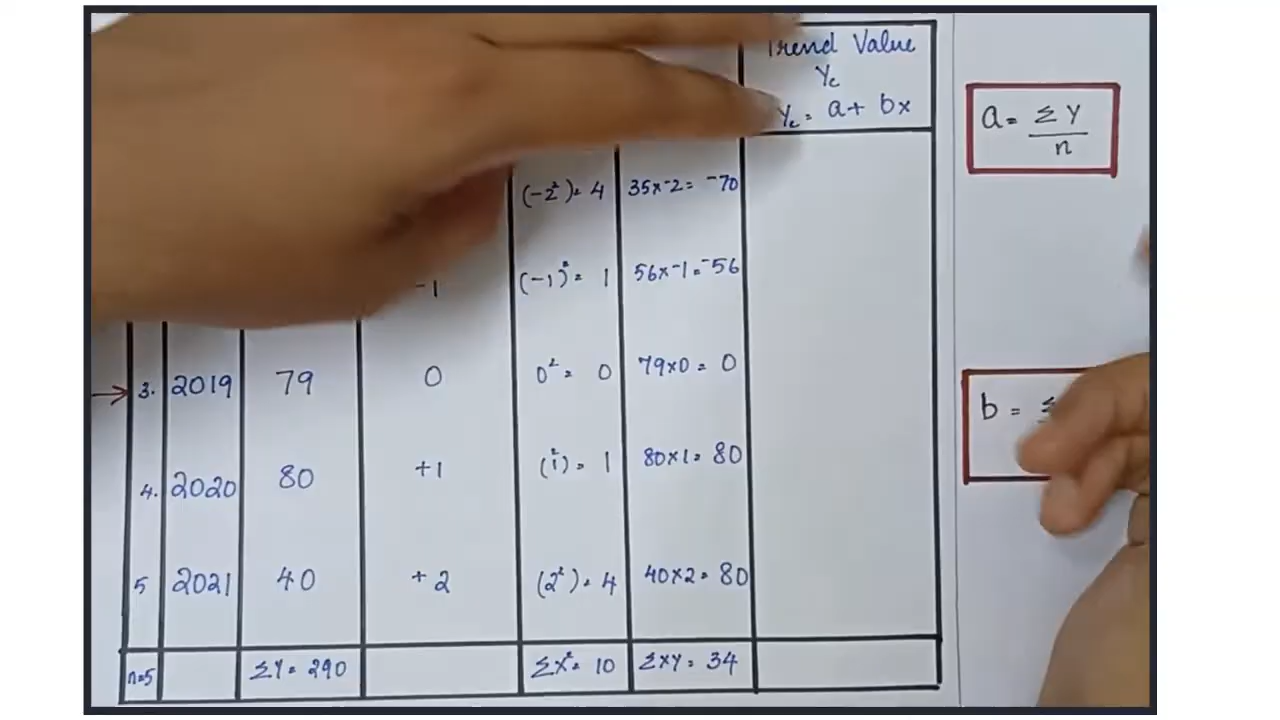 Trend Value
Yc
Yc = a + bx
(-2²) = 4 35x-2 = -70
-1 (-1)² = 1 56x-1 = -56
3. 2019 79 0 0² = 0 79x0 = 0
4. 2020 80 +1 (1²) = 1 80x1 = 80
5 2021 40 +2 (2²) = 4 40x2 = 80
n=5 ΣY = 290 Σx² = 10 ΣxY = 34
a = ΣY
n
b =